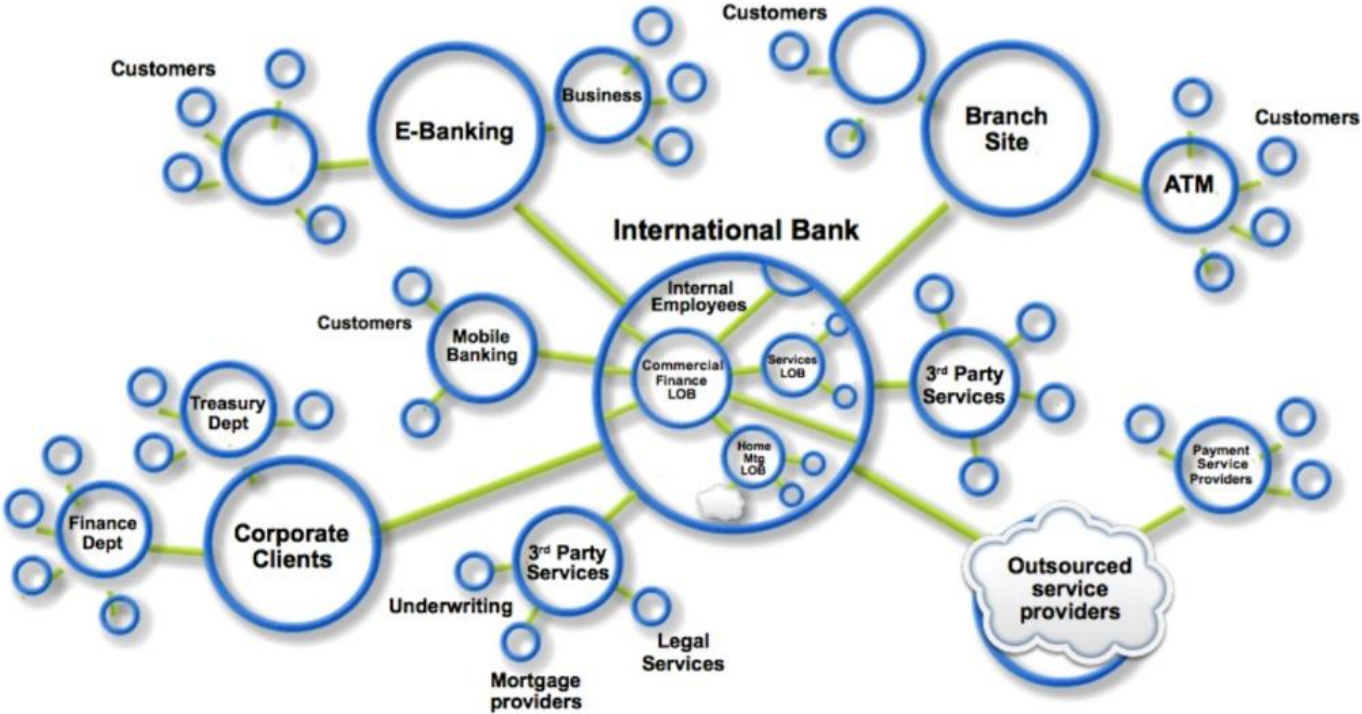 Customers
E-Banking
Business
Customers
Branch
Site
ATM
Customers
International Bank
Internal
Employees
Commercial
Finance
LOB
Services
LOB
Home
Mtg
LOB
Customers
Mobile
Banking
3rd Party
Services
Treasury
Dept
Finance
Dept
Corporate
Clients
3rd Party
Services
Underwriting
Mortgage
providers
Legal
Services
Payment
Service
Providers
Outsourced
service
providers